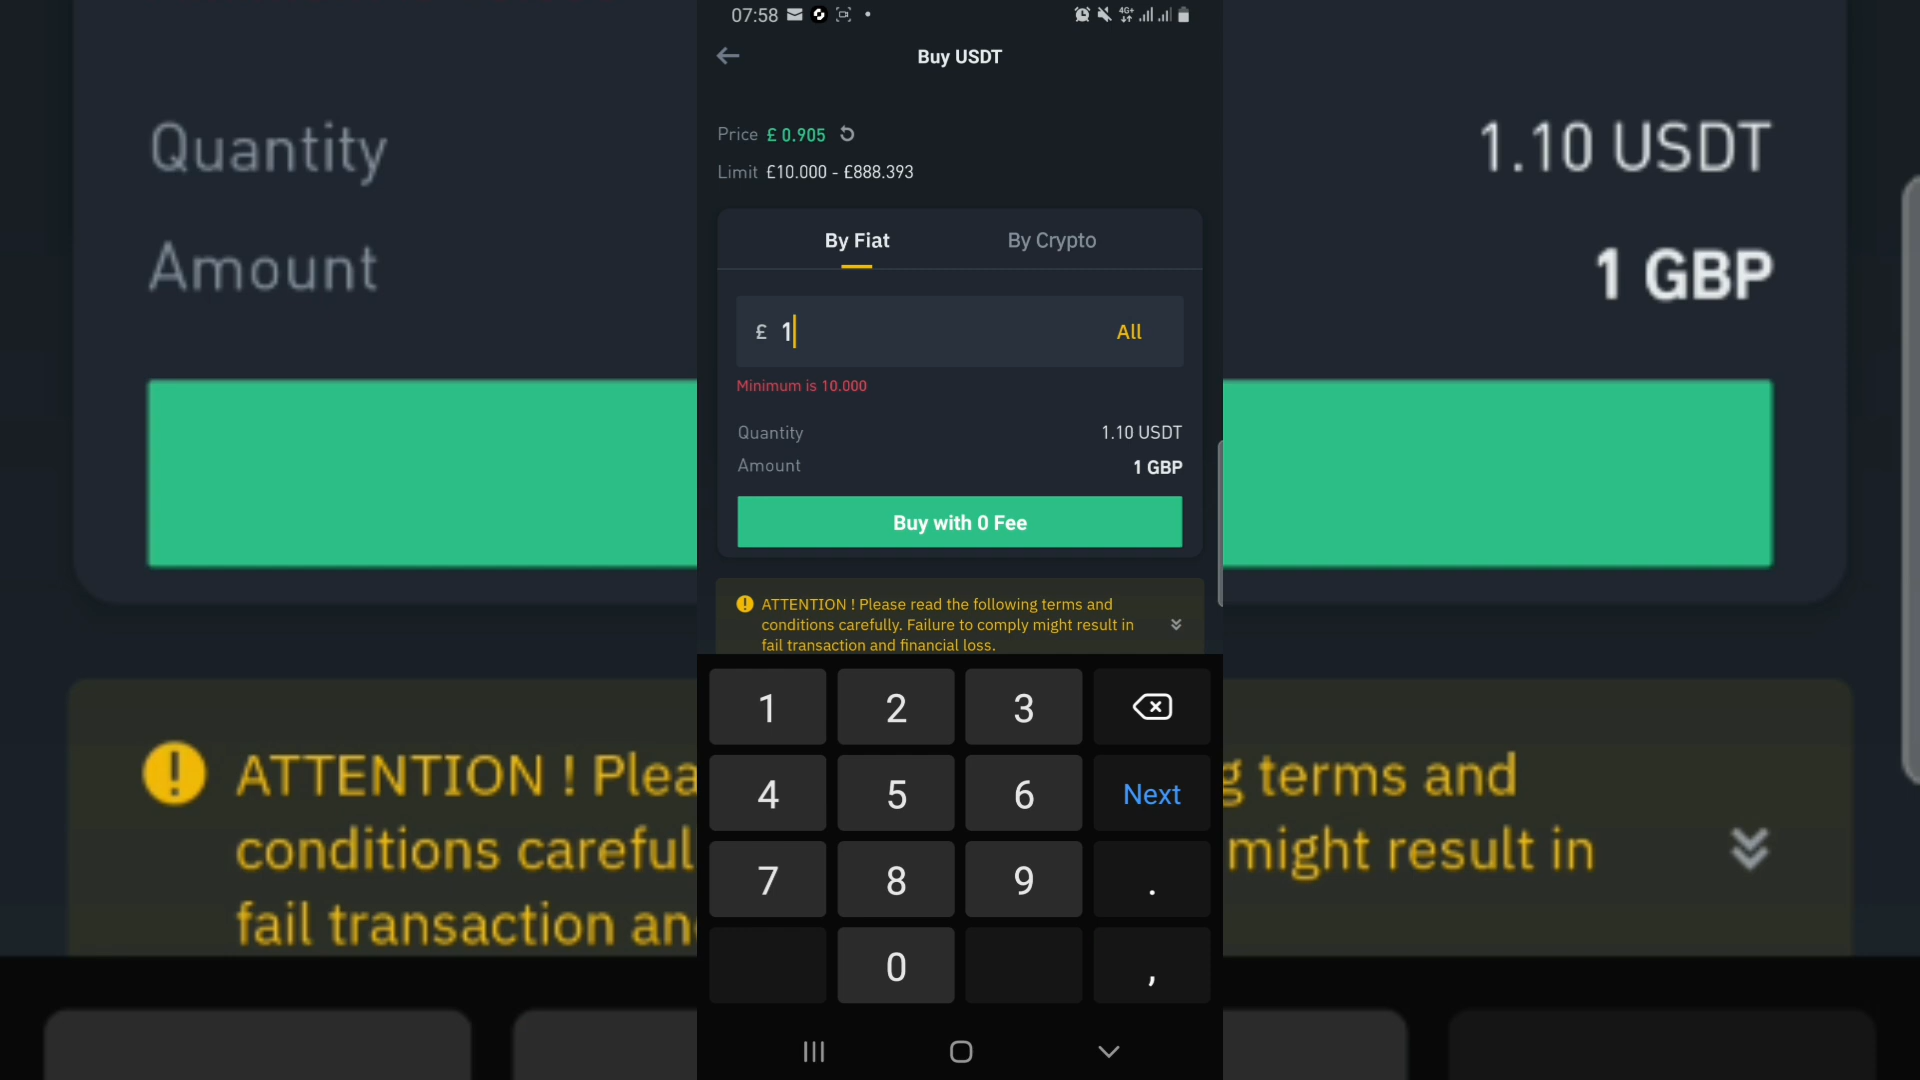 07:58
4G+
Buy USDT
Price £ 0.905
Limit £10.000 - £888.393
By Fiat By Crypto
£ 1 All
Minimum is 10.000
Quantity 1.10 USDT
Amount 1 GBP
Buy with 0 Fee
ATTENTION ! Please read the following terms and
conditions carefully. Failure to comply might result in
fail transaction and financial loss.
1 2 3
4 5 6 Next
7 8 9 .
0 ,
Quantity 1.10 USDT
Amount 1 GBP
ATTENTION ! Plea g terms and
conditions careful might result in
fail transaction an